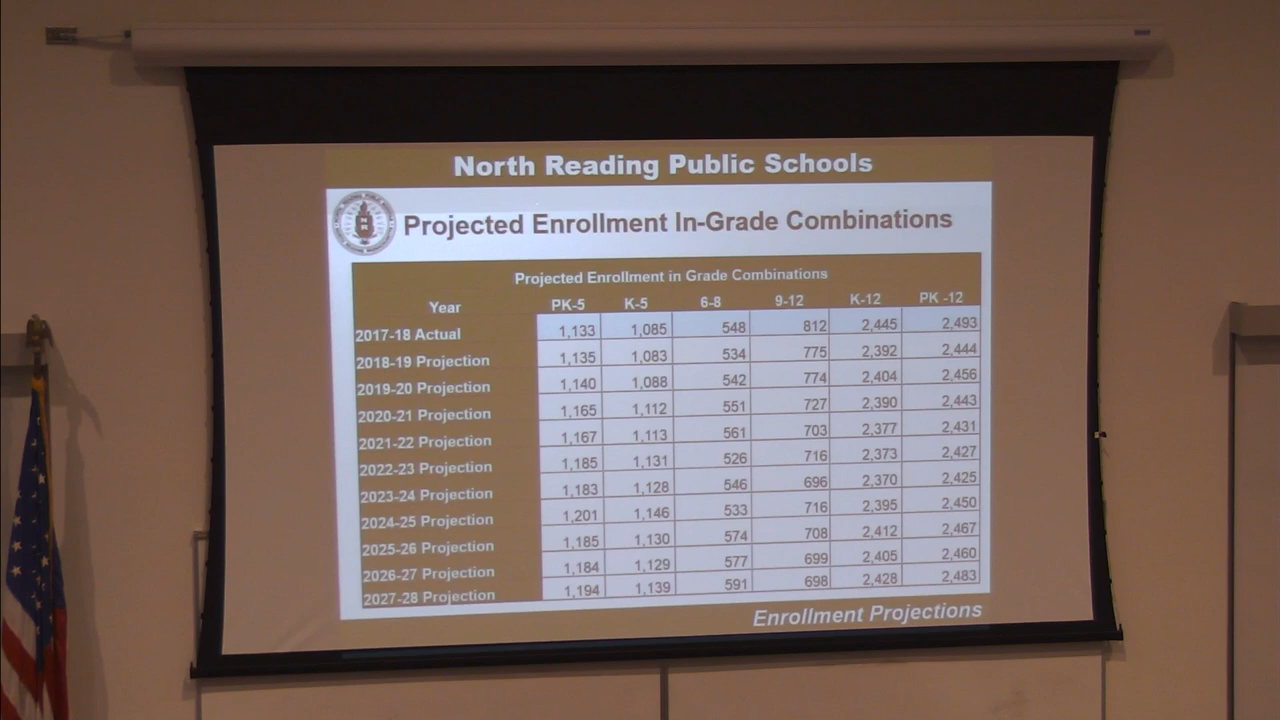 North Reading Public Schools
Projected Enrollment In-Grade Combinations
Projected Enrollment in Grade Combinations
Year PK-5 K-5 6-8 9-12 K-12 PK -12
2017-18 Actual 1,133 1,085 548 812 2,445 2,493
2018-19 Projection 1,135 1,083 534 775 2,392 2,444
2019-20 Projection 1,140 1,088 542 774 2,404 2,456
2020-21 Projection 1,165 1,112 551 727 2,390 2,443
2021-22 Projection 1,167 1,113 561 703 2,377 2,431
2022-23 Projection 1,185 1,131 526 716 2,373 2,427
2023-24 Projection 1,183 1,128 546 696 2,370 2,425
2024-25 Projection 1,201 1,146 533 716 2,395 2,450
2025-26 Projection 1,185 1,130 574 708 2,412 2,467
2026-27 Projection 1,184 1,129 577 699 2,405 2,460
2027-28 Projection 1,194 1,139 591 698 2,428 2,483
Enrollment Projections